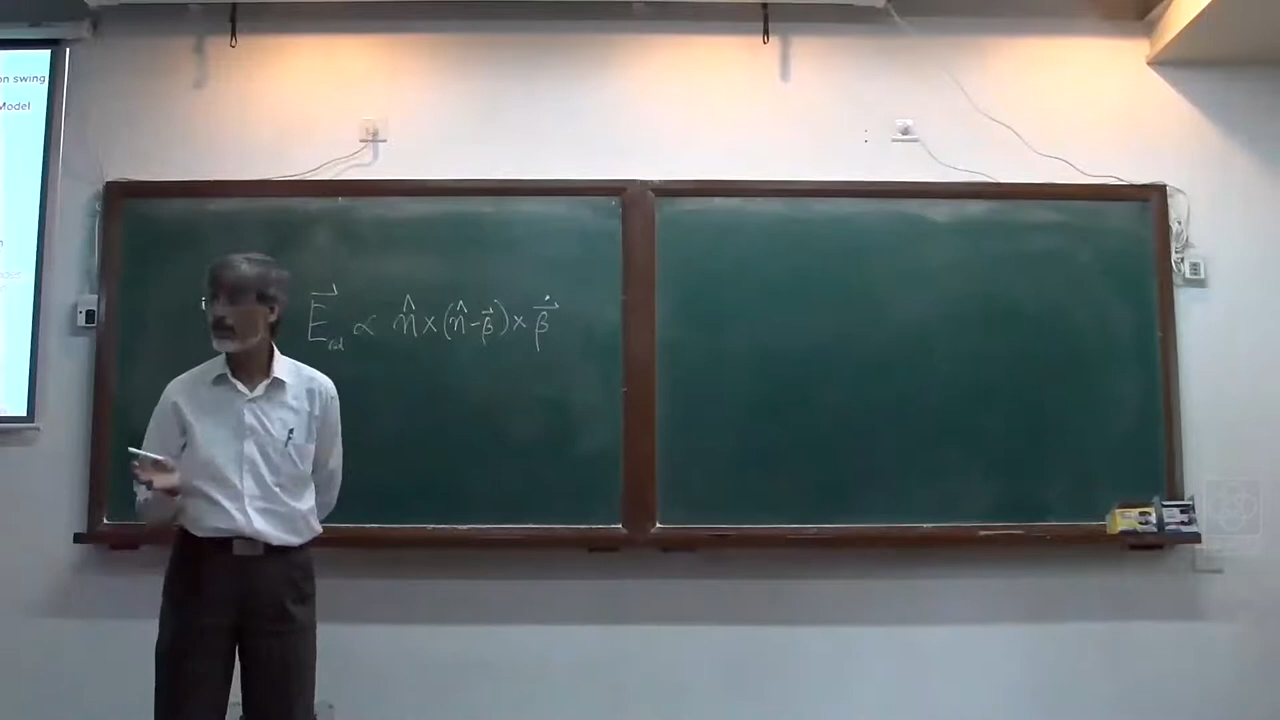 on swing
Model
E⃗_rad ∝ n̂ × (n̂ - β⃗) × β⃗̇